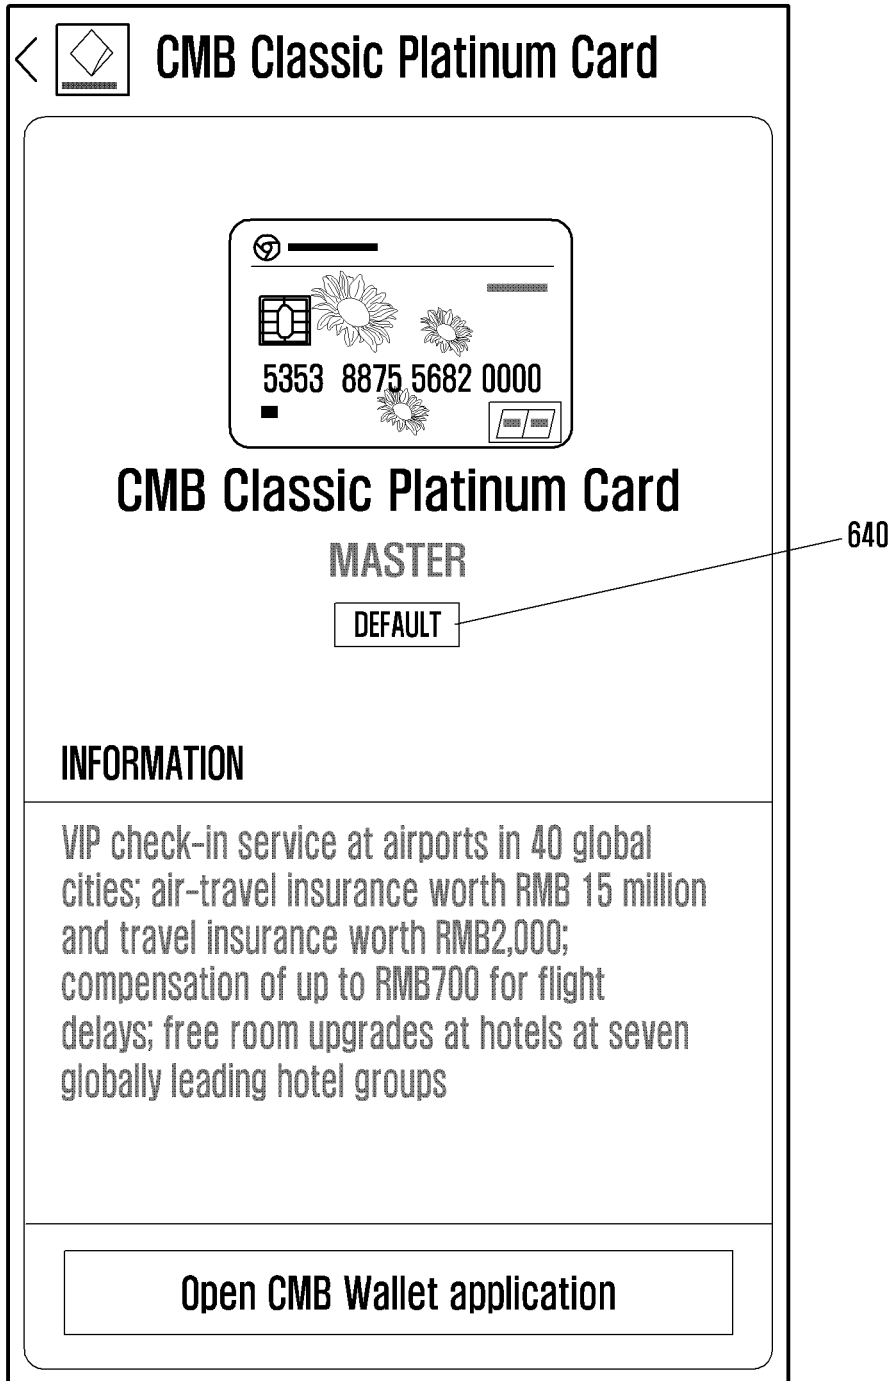 CMB Classic Platinum Card
5353 8875 5682 0000
CMB Classic Platinum Card
MASTER
640
DEFAULT
INFORMATION
VIP check-in service at airports in 40 global
cities; air-travel insurance worth RMB 15 million
and travel insurance worth RMB2,000;
compensation of up to RMB700 for flight
delays; free room upgrades at hotels at seven
globally leading hotel groups
Open CMB Wallet application